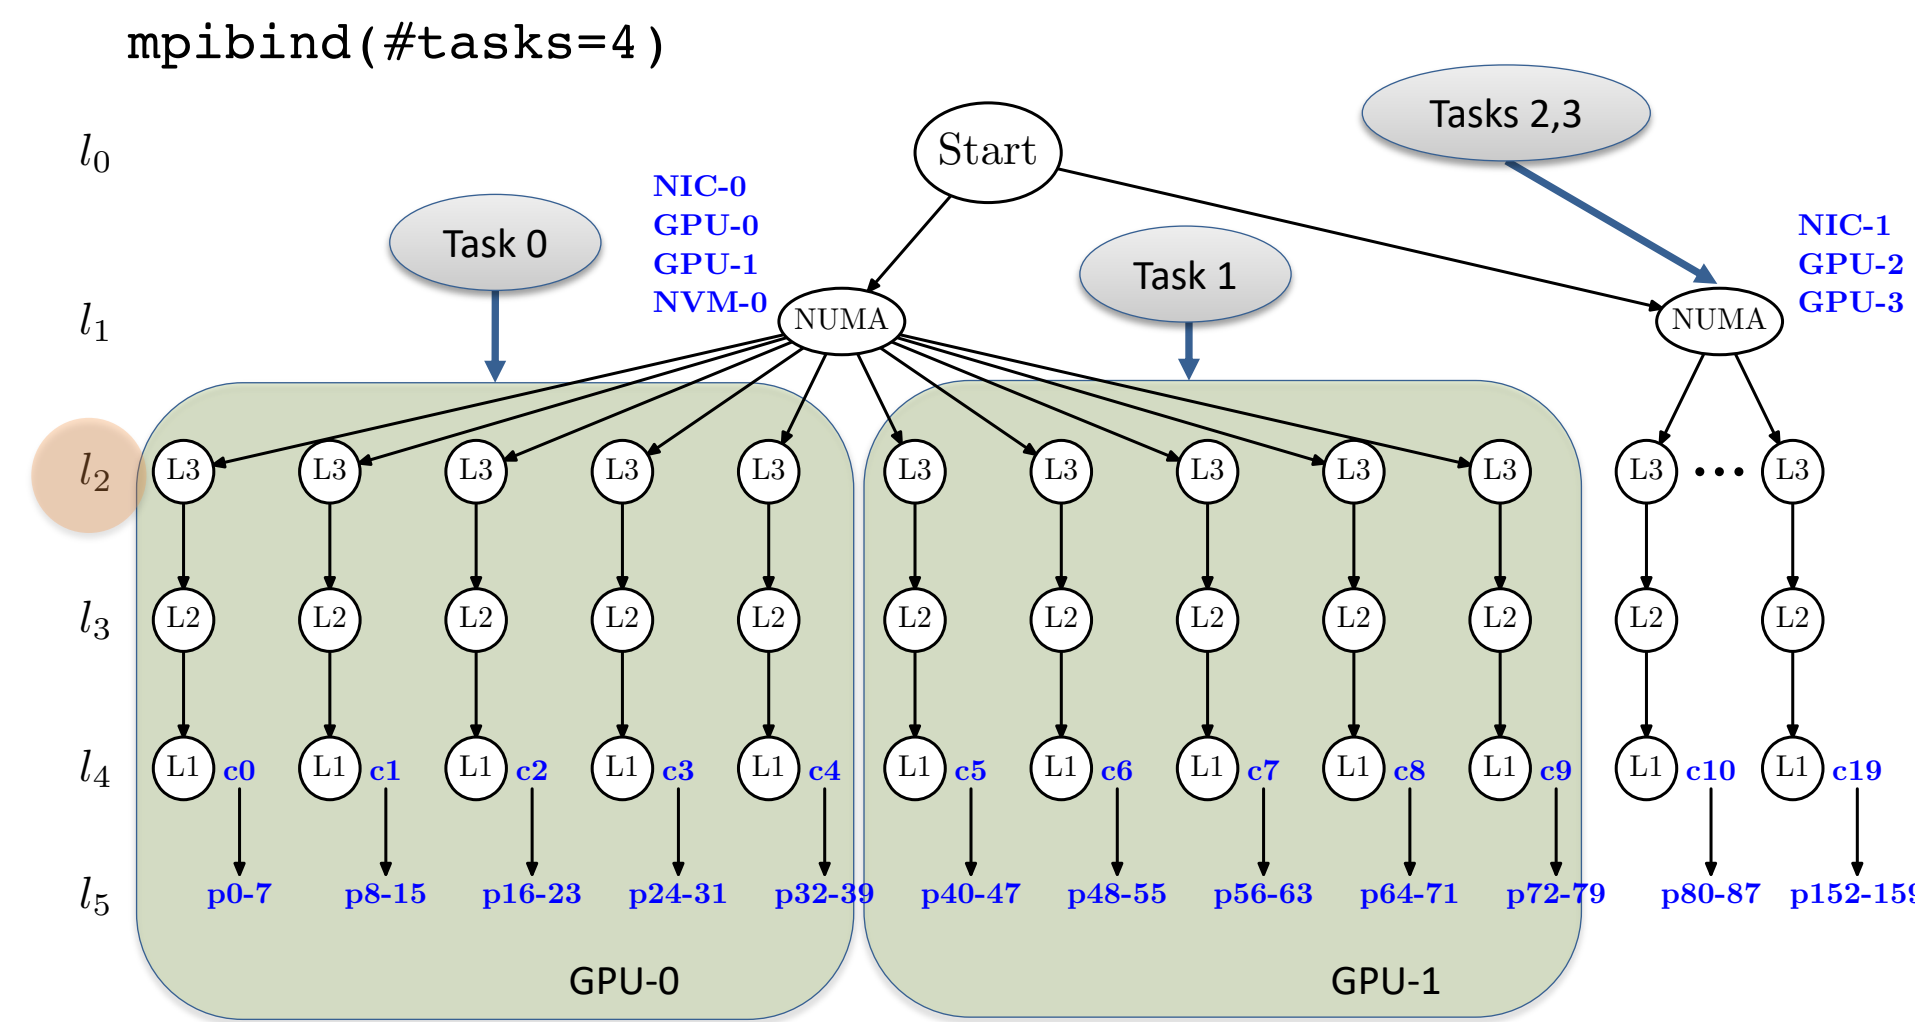 mpibind(#tasks=4)
l0 Start Tasks 2,3
NIC-0
GPU-0
GPU-1
NVM-0
Task 0
Task 1
NIC-1
GPU-2
GPU-3
l1 NUMA NUMA
l2 L3 L3 L3 L3 L3 L3 L3 L3 L3 L3 L3 ... L3
l3 L2 L2 L2 L2 L2 L2 L2 L2 L2 L2 L2 L2
l4 L1 c0 L1 c1 L1 c2 L1 c3 L1 c4 L1 c5 L1 c6 L1 c7 L1 c8 L1 c9 L1 c10 L1 c19
l5 p0-7 p8-15 p16-23 p24-31 p32-39 p40-47 p48-55 p56-63 p64-71 p72-79 p80-87 p152-159
GPU-0 GPU-1